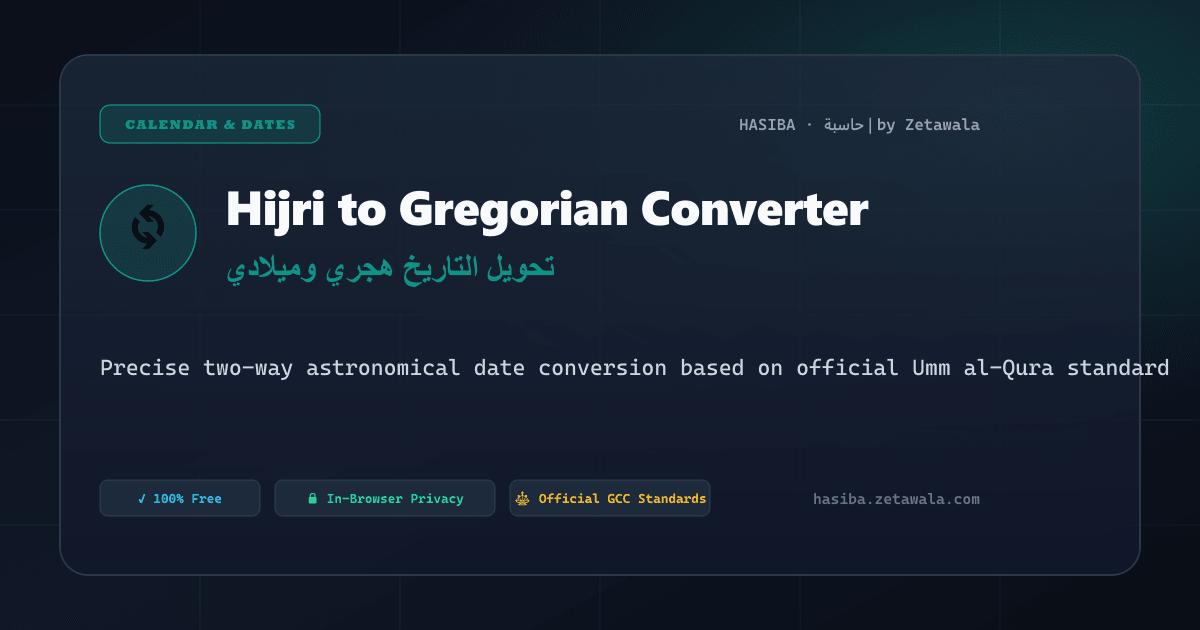 CALENDAR & DATES
HASIBA · حاسبة | by Zetawala
Hijri to Gregorian Converter
تحويل التاريخ هجري وميلادي
Precise two-way astronomical date conversion based on official Umm al-Qura standard
✓ 100% Free
🔒 In-Browser Privacy
⚖ Official GCC Standards
hasiba.zetawala.com